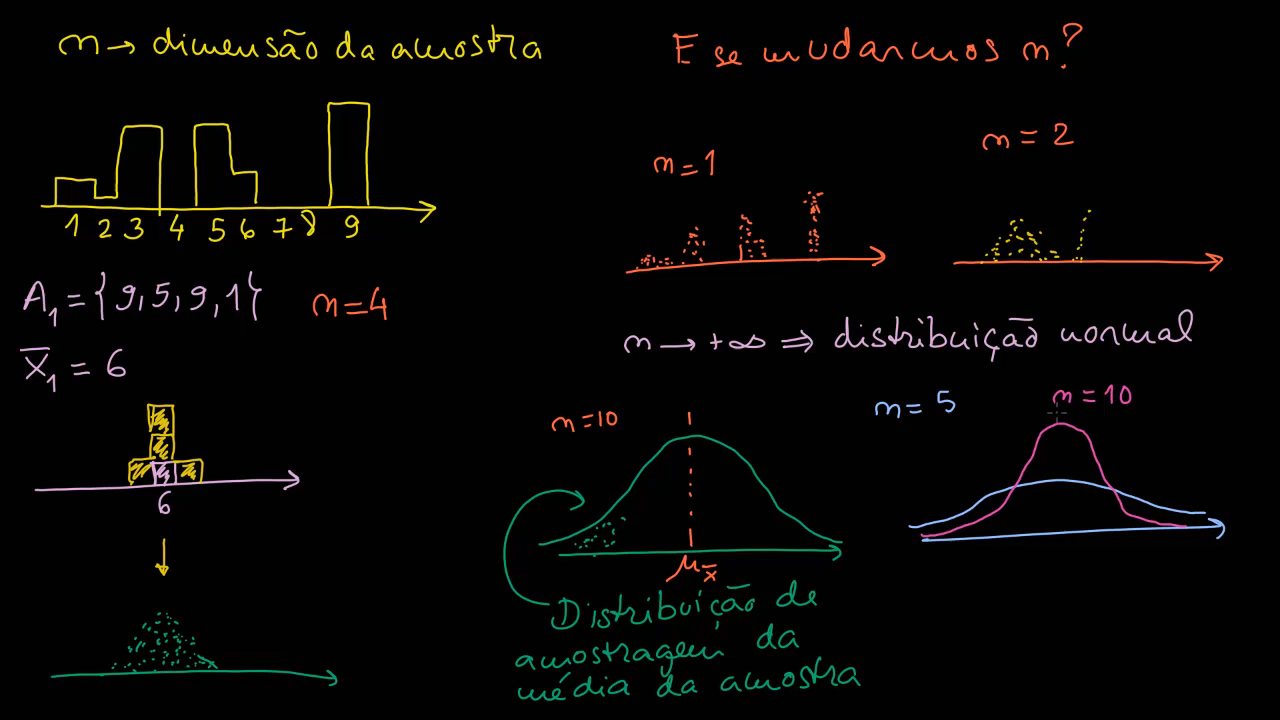 n → dimensão da amostra
1 2 3 4 5 6 7 8 9
A₁ = {9,5,9,1} n=4
X̄₁ = 6
6
E se mudarmos n?
n=1
n= 2
n → +∞ ⇒ distribuição normal
n=10
μx̄
Distribuição de
amostragem da
média da amostra
n= 5
n=10